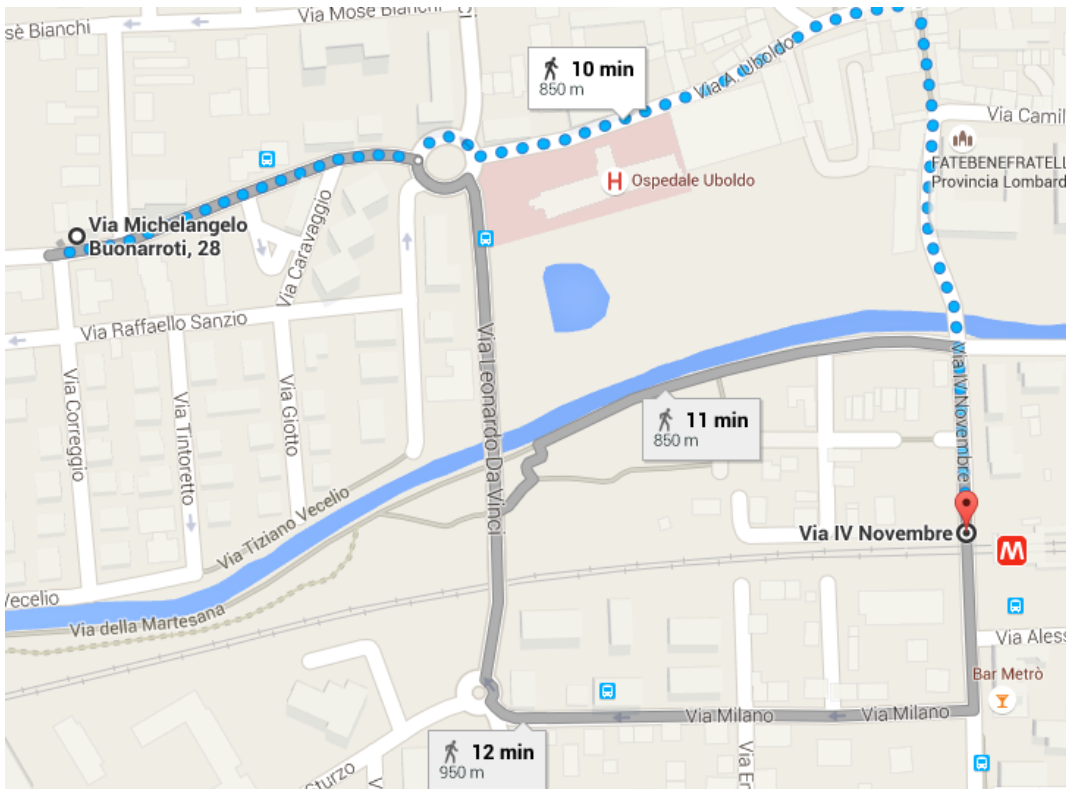 Via Mosè Bianchi
sè Bianchi
ci
10 min
850 m
Via A. Uboldo
Via Camil
FATEBENEFRATELL
Provincia Lombard
H
Ospedale Uboldo
Via Michelangelo
Buonarroti, 28
Via Caravaggio
Via Raffaello Sanzio
Via Leonardo Da Vinci
Via IV Novembre
Via Correggio
Via Tintoretto
Via Giotto
11 min
850 m
Via Tiziano Vecelio
Via IV Novembre
M
Vecelio
Via della Martesana
Via Aless
Bar Metrò
Via Milano
Via Milano
12 min
950 m
Sturzo
V
Via En